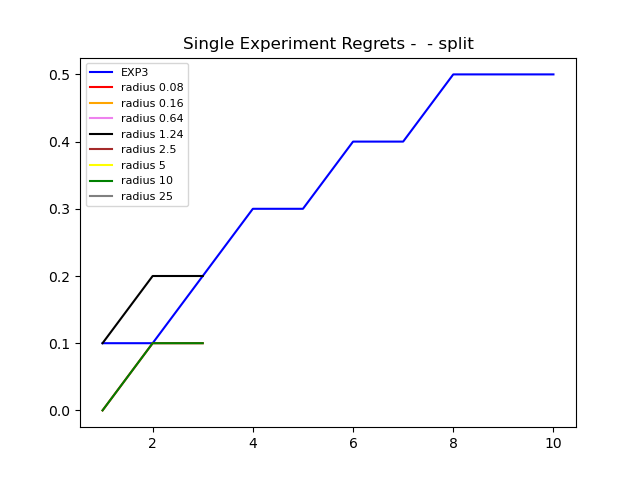 Single Experiment Regrets -  - split
EXP3
radius 0.08
radius 0.16
radius 0.64
radius 1.24
radius 2.5
radius 5
radius 10
radius 25
0.5
0.4
0.3
0.2
0.1
0.0
2 4 6 8 10